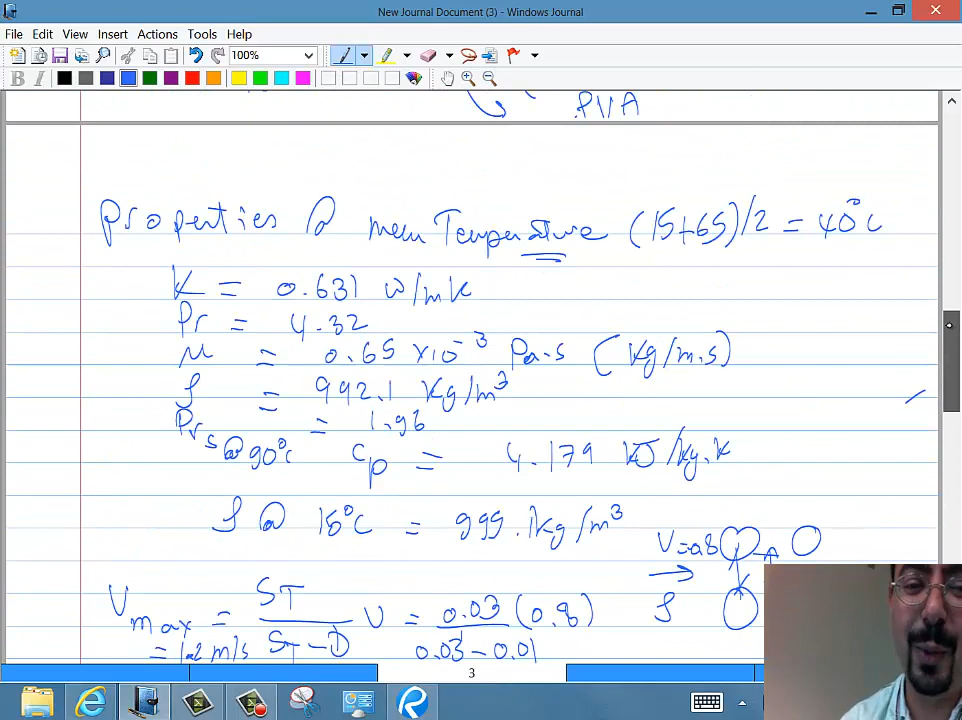 New Journal Document (3) - Windows Journal
File Edit View Insert Actions Tools Help
100%
B I
PVA
Properties @ mean Temperature (15+65)/2 = 40°C
K = 0.631 W/mK
Pr = 4.32
μ = 0.65 x10⁻³ Pa.s (kg/m.s)
ρ = 992.1 Kg/m³
Prs@90°C = 1.96
Cp = 4.179 KJ/kg.K
ρ @ 15°C = 999.1kg/m³
V=0.8
ρ
Vmax = ST / ST-D V = 0.03 (0.8) / 0.03-0.01
= 1.2 m/s
3